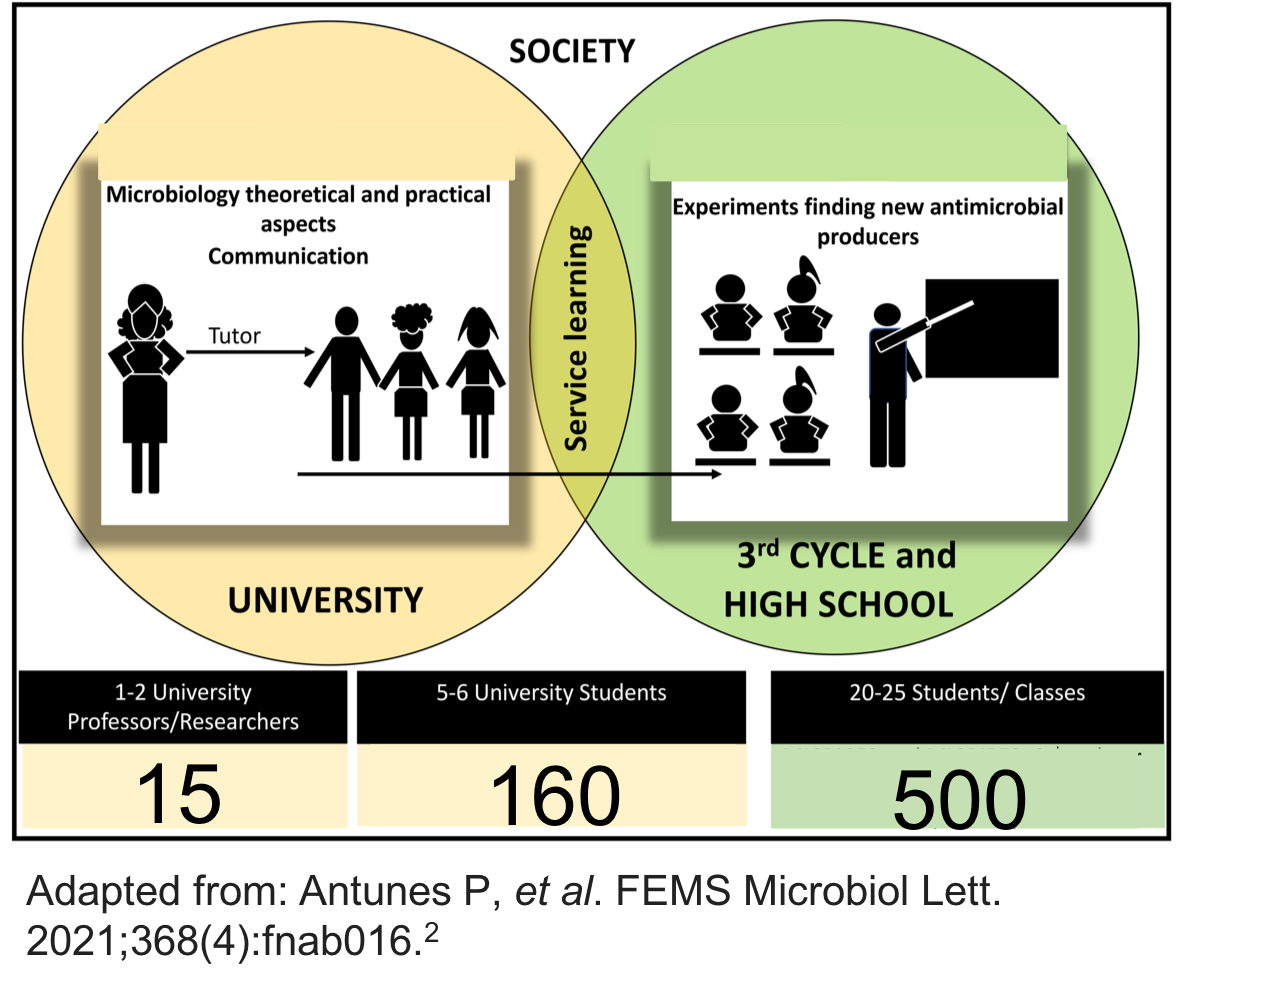 SOCIETY
Microbiology theoretical and practical
aspects
Communication
Tutor
Service learning
Experiments finding new antimicrobial
producers
UNIVERSITY
3rd CYCLE and
HIGH SCHOOL
1-2 University
Professors/Researchers
15
5-6 University Students
160
20-25 Students/ Classes
500
Adapted from: Antunes P, et al. FEMS Microbiol Lett.
2021;368(4):fnab016.2